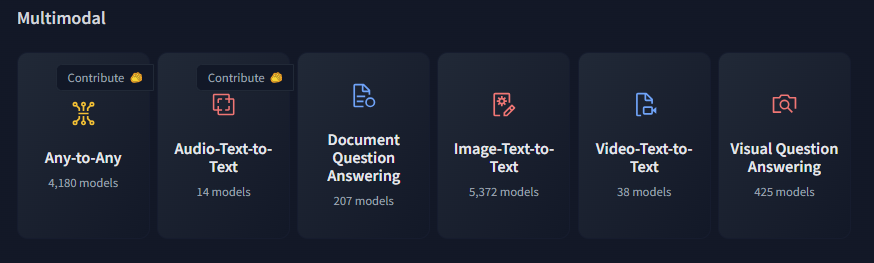 Multimodal
Contribute
Any-to-Any
4,180 models
Contribute
Audio-Text-to-
Text
14 models
Document
Question
Answering
207 models
Image-Text-to-
Text
5,372 models
Video-Text-to-
Text
38 models
Visual Question
Answering
425 models